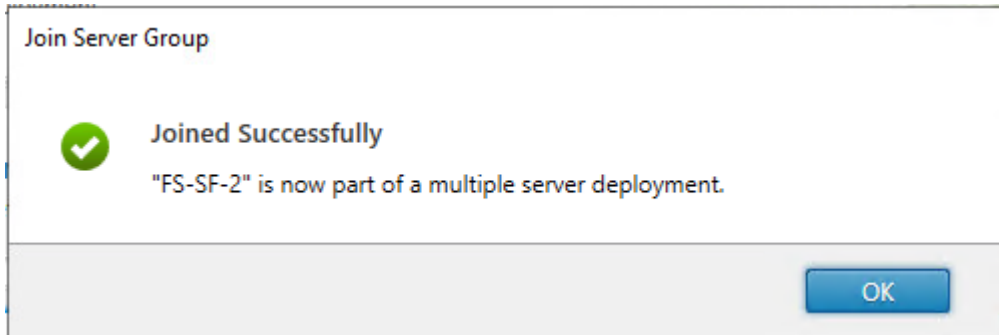 Join Server Group
Joined Successfully
"FS-SF-2" is now part of a multiple server deployment.
OK